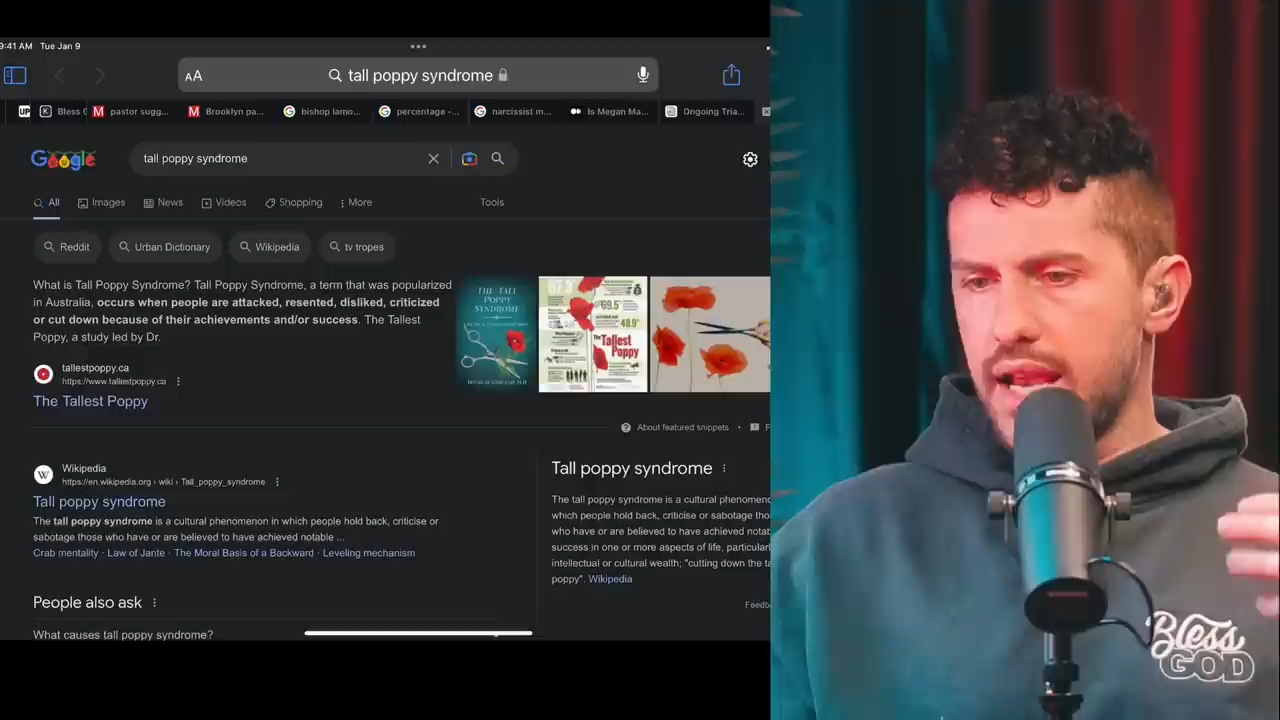 9:41 AM Tue Jan 9
AA
tall poppy syndrome
UP
K Bless
M pastor sugg...
M Brooklyn pa...
G bishop lamo...
G percentage -...
G narcissist m...
Is Megan Ma...
Ongoing Tria...
Google
tall poppy syndrome
All
Images
News
Videos
Shopping
More
Tools
Reddit
Urban Dictionary
Wikipedia
tv tropes
What is Tall Poppy Syndrome? Tall Poppy Syndrome, a term that was popularized
in Australia, occurs when people are attacked, resented, disliked, criticized
or cut down because of their achievements and/or success. The Tallest
Poppy, a study led by Dr.
THE TALL
POPPY
SYNDROME
69.5
48.9
The Tallest
Poppy
tallestpoppy.ca
https://www.tallestpoppy.ca
The Tallest Poppy
About featured snippets
W
Wikipedia
https://en.wikipedia.org › wiki › Tall_poppy_syndrome
Tall poppy syndrome
The tall poppy syndrome is a cultural phenomenon in which people hold back, criticise or
sabotage those who have or are believed to have achieved notable ...
Crab mentality · Law of Jante · The Moral Basis of a Backward · Leveling mechanism
People also ask
What causes tall poppy syndrome?
Tall poppy syndrome
The tall poppy syndrome is a cultural phenomenon
which people hold back, criticise or sabotage tho
who have or are believed to have achieved notable
success in one or more aspects of life, particular
intellectual or cultural wealth; "cutting down the ta
poppy". Wikipedia
Feedb
Bless
GOD